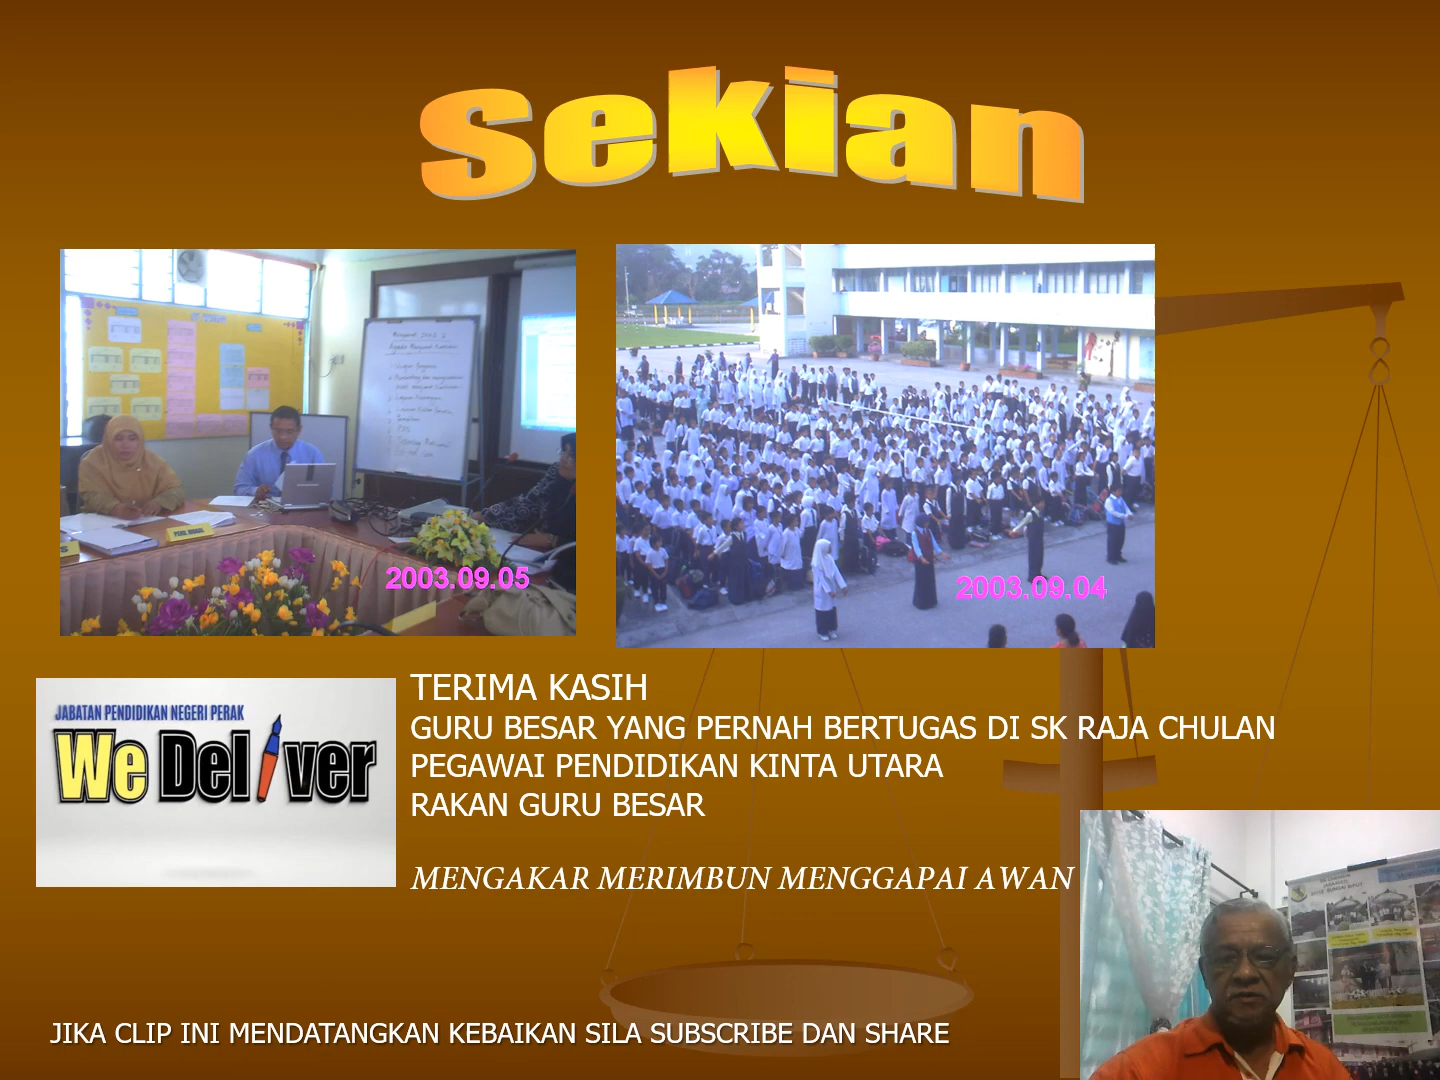 Sekian
2003.09.05
2003.09.04
JABATAN PENDIDIKAN NEGERI PERAK
We Deliver
TERIMA KASIH
GURU BESAR YANG PERNAH BERTUGAS DI SK RAJA CHULAN
PEGAWAI PENDIDIKAN KINTA UTARA
RAKAN GURU BESAR
MENGAKAR MERIMBUN MENGGAPAI AWAN
JIKA CLIP INI MENDATANGKAN KEBAIKAN SILA SUBSCRIBE DAN SHARE